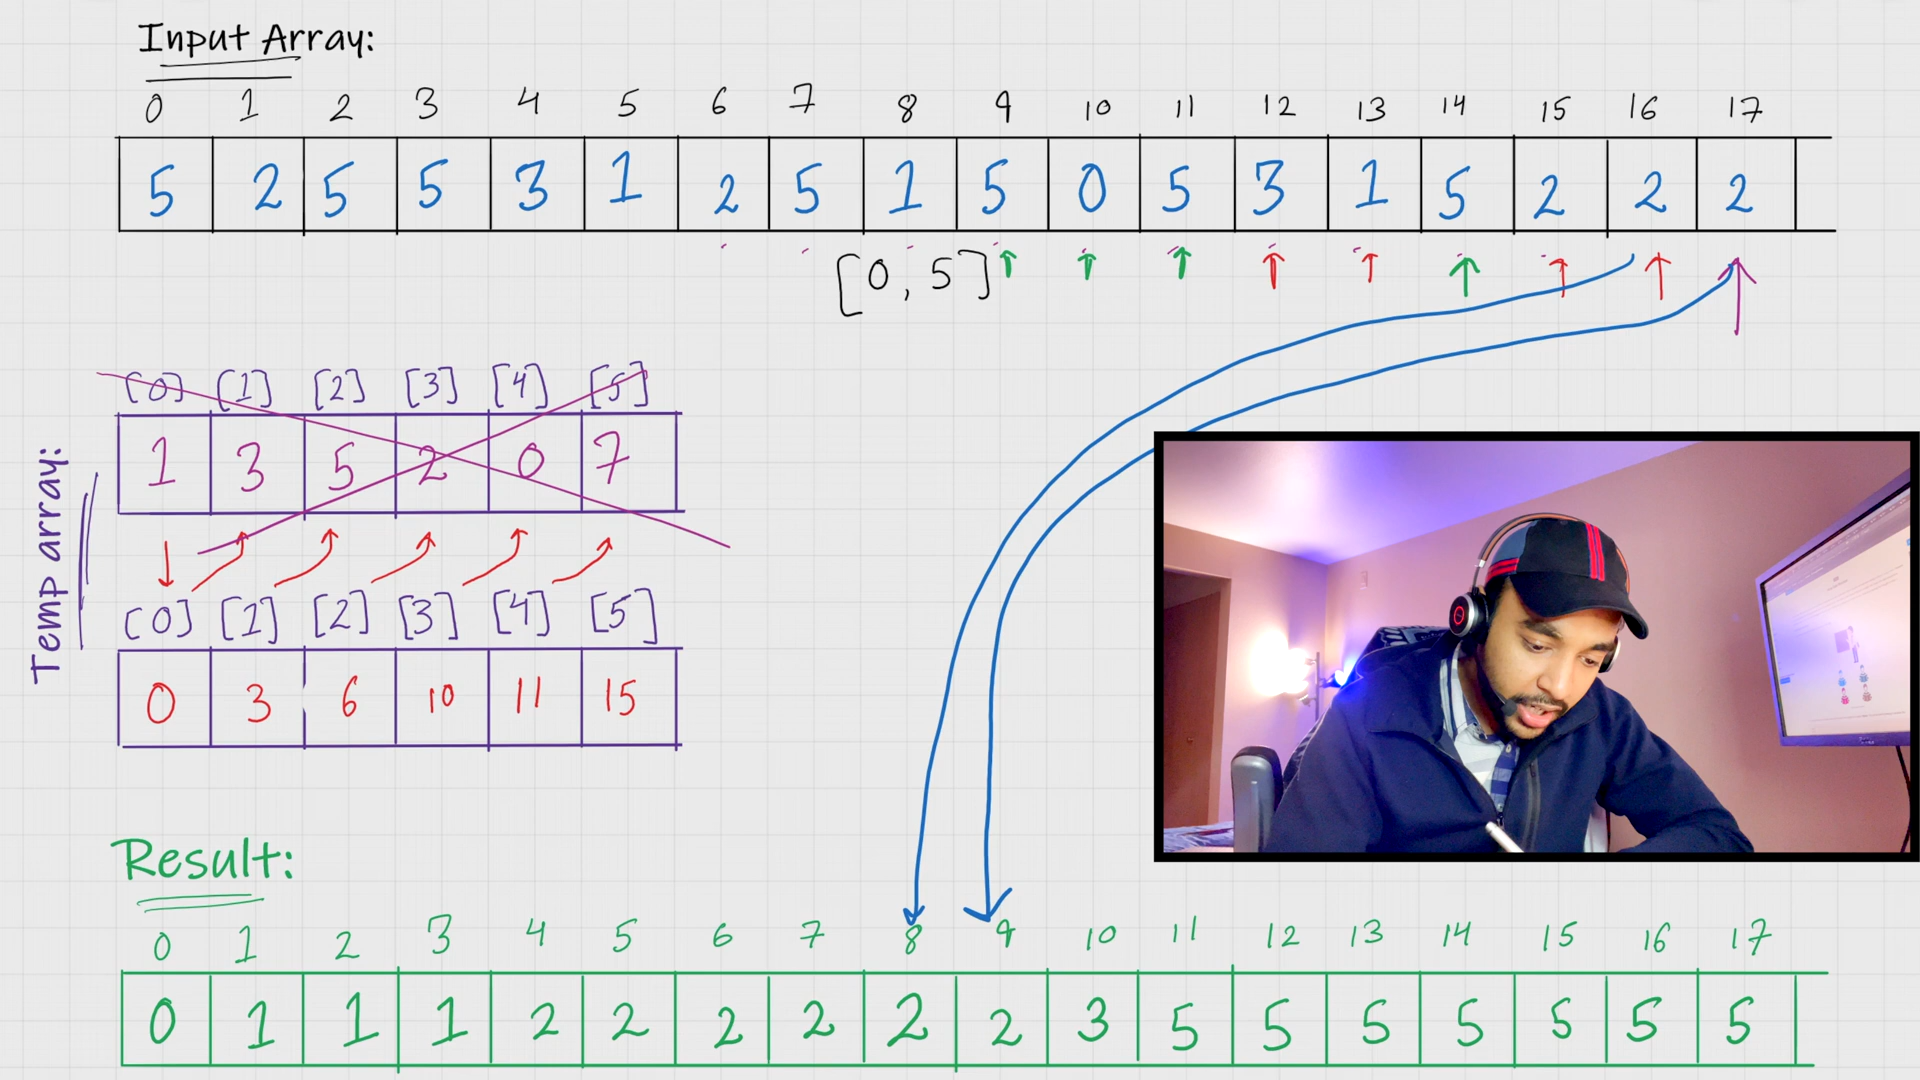 Input Array:
0 1 2 3 4 5 6 7 8 9 10 11 12 13 14 15 16 17
5 2 5 5 3 1 2 5 1 5 0 5 3 1 5 2 2 2
[0, 5]
[0] [1] [2] [3] [4] [5]
1 3 5 2 0 7
Temp array:
[0] [1] [2] [3] [4] [5]
0 3 6 10 11 15
Result:
0 1 2 3 4 5 6 7 8 9 10 11 12 13 14 15 16 17
0 1 1 1 2 2 2 2 2 2 3 5 5 5 5 5 5 5